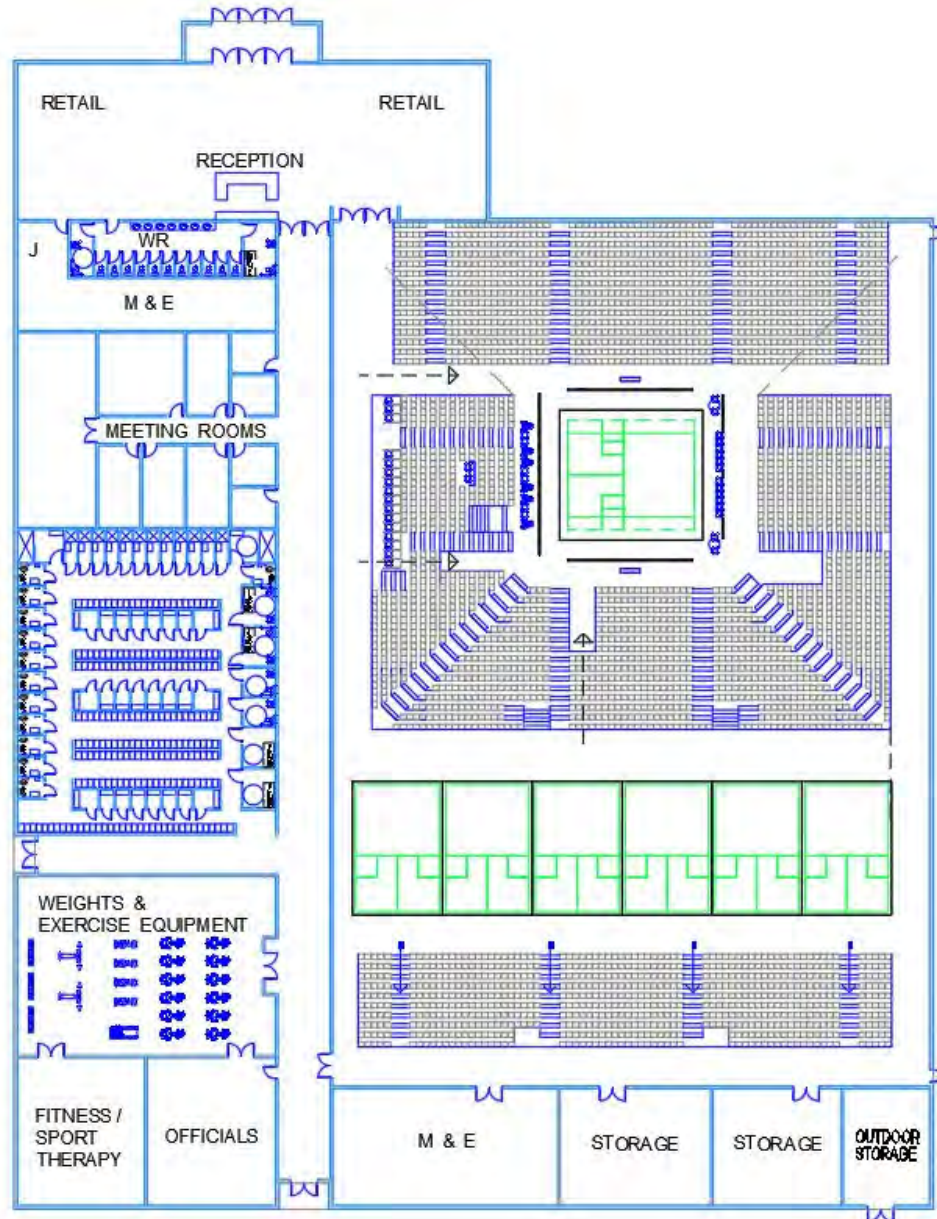 RETAIL
RETAIL
RECEPTION
J
WR
M & E
MEETING ROOMS
WEIGHTS &
EXERCISE EQUIPMENT
FITNESS /
SPORT
THERAPY
OFFICIALS
M & E
STORAGE
STORAGE
OUTDOOR
STORAGE